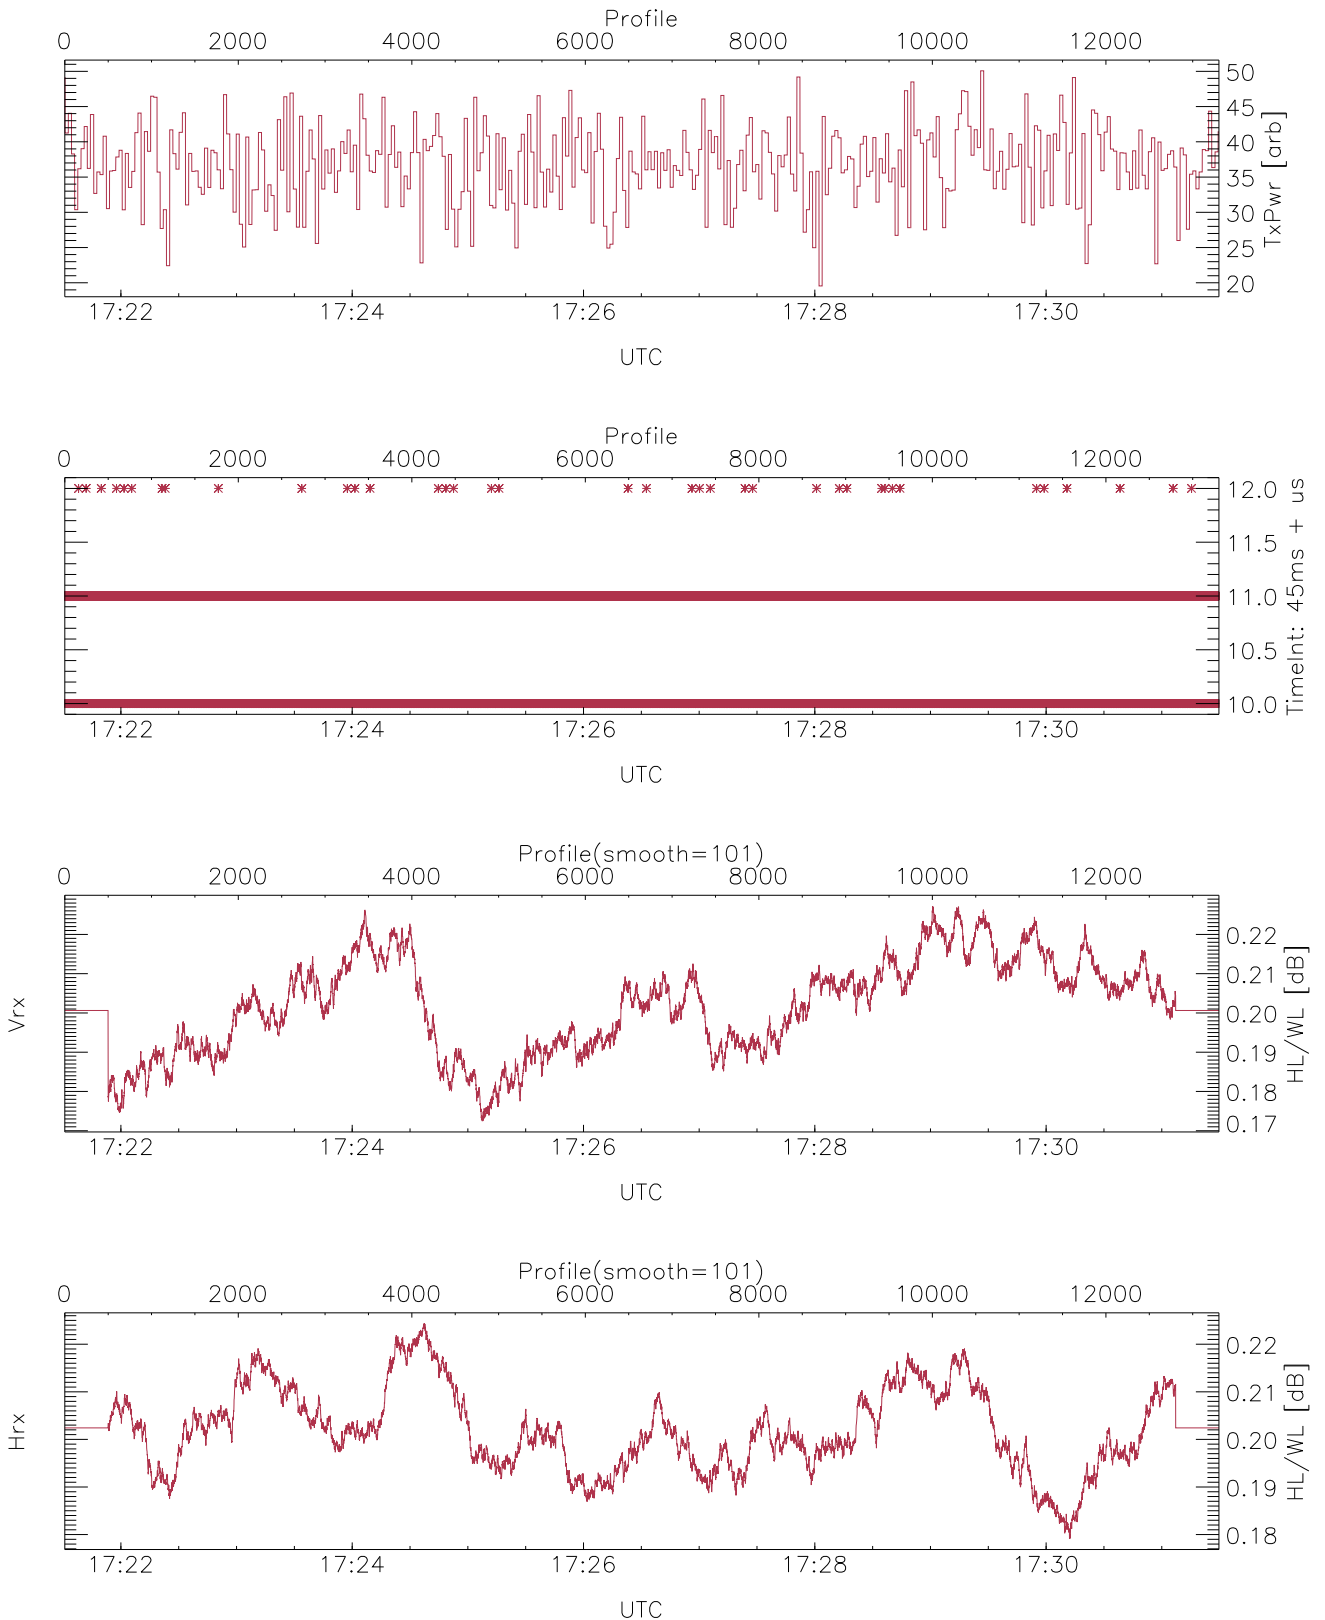 Profile
0 2000 4000 6000 8000 10000 12000
50
45
40
35
30
25
20
TxPwr [arb]
17:22 17:24 17:26 17:28 17:30
UTC
Profile
0 2000 4000 6000 8000 10000 12000
12.0
11.5
11.0
10.5
10.0
TimeInt: 45ms + us
17:22 17:24 17:26 17:28 17:30
UTC
Profile(smooth=101)
0 2000 4000 6000 8000 10000 12000
Vrx
0.22
0.21
0.20
0.19
0.18
0.17
HL/WL [dB]
17:22 17:24 17:26 17:28 17:30
UTC
Profile(smooth=101)
0 2000 4000 6000 8000 10000 12000
Hrx
0.22
0.21
0.20
0.19
0.18
HL/WL [dB]
17:22 17:24 17:26 17:28 17:30
UTC